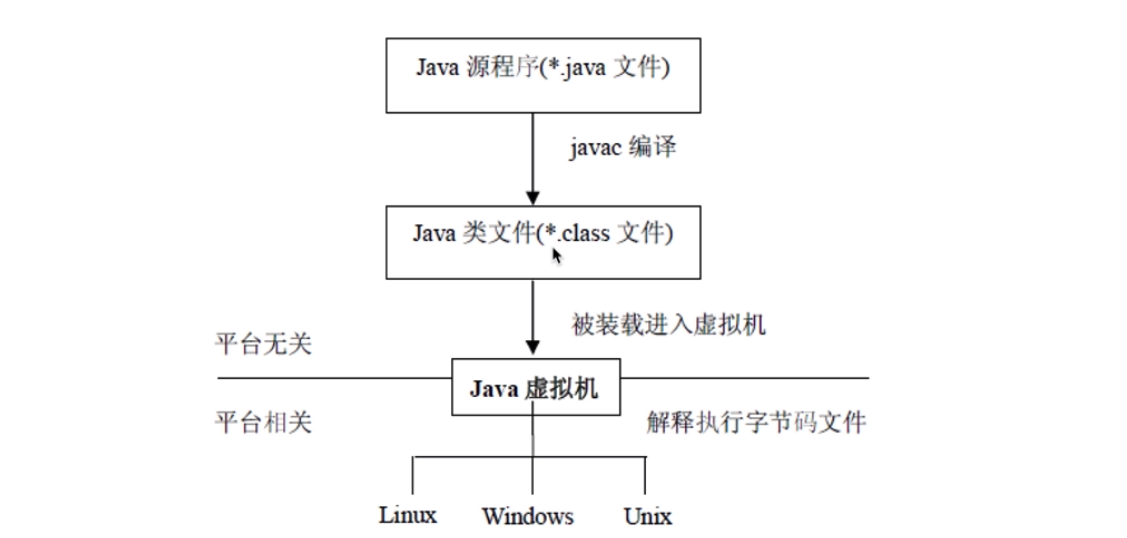 Java 源程序(*.java 文件)
javac 编译
Java 类文件(*.class 文件)
被装载进入虚拟机
平台无关
Java 虚拟机
平台相关
解释执行字节码文件
Linux Windows Unix